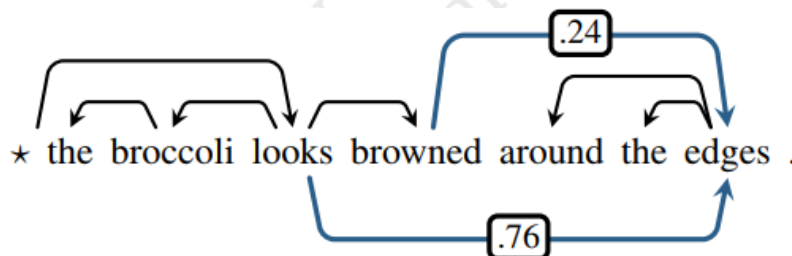 .24
⋆ the broccoli looks browned around the edges .
.76